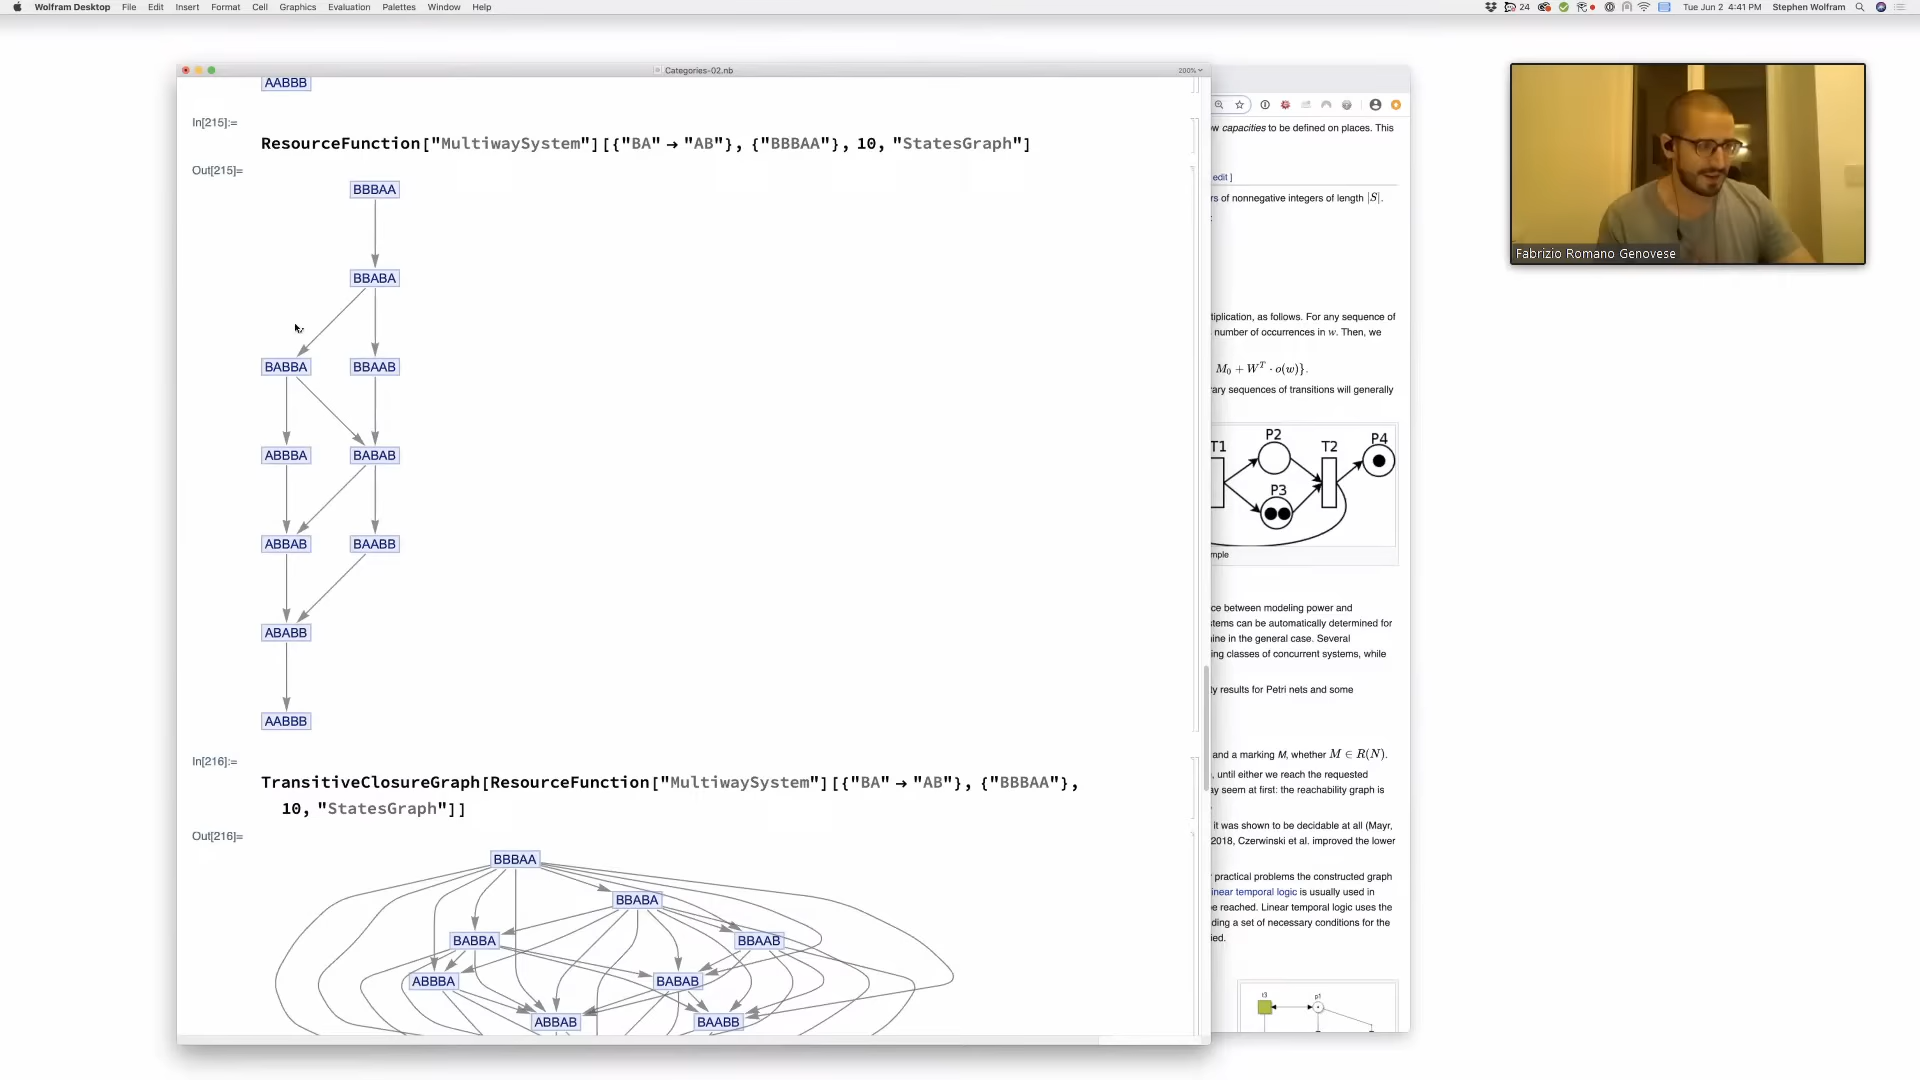 Wolfram Desktop File Edit Insert Format Cell Graphics Evaluation Palettes Window Help
24 Tue Jun 2 4:41 PM Stephen Wolfram
Categories-02.nb
200%
AABBB
In[215]:=
ResourceFunction["MultiwaySystem"][{"BA" → "AB"}, {"BBBAA"}, 10, "StatesGraph"]
Out[215]=
BBBAA
BBABA
BABBA BBAAB
ABBBA BABAB
ABBAB BAABB
ABABB
AABBB
In[216]:=
TransitiveClosureGraph[ResourceFunction["MultiwaySystem"][{"BA" → "AB"}, {"BBBAA"},
10, "StatesGraph"]]
Out[216]=
BBBAA
BBABA
BABBA BBAAB
ABBBA BABAB
ABBAB BAABB
capacities to be defined on places. This
edit ]
of nonnegative integers of length |S|.
tiplication, as follows. For any sequence of
number of occurrences in w. Then, we
M₀ + Wᵀ · o(w)}.
ary sequences of transitions will generally
T1 P2 T2 P4
P3
mple
ce between modeling power and
stems can be automatically determined for
ine in the general case. Several
ing classes of concurrent systems, while
ty results for Petri nets and some
and a marking M, whether M ∈ R(N).
, until either we reach the requested
ay seem at first: the reachability graph is
it was shown to be decidable at all (Mayr,
2018, Czerwinski et al. improved the lower
practical problems the constructed graph
inear temporal logic is usually used in
e reached. Linear temporal logic uses the
ding a set of necessary conditions for the
ied.
t3 p1
Fabrizio Romano Genovese